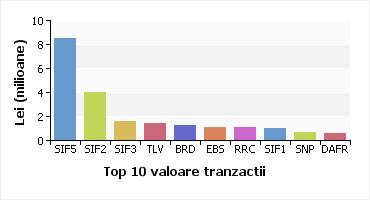 Lei (milioane)
10
8
6
4
2
0
SIF5 SIF2 SIF3 TLV BRD EBS RRC SIF1 SNP DAFR
Top 10 valoare tranzactii